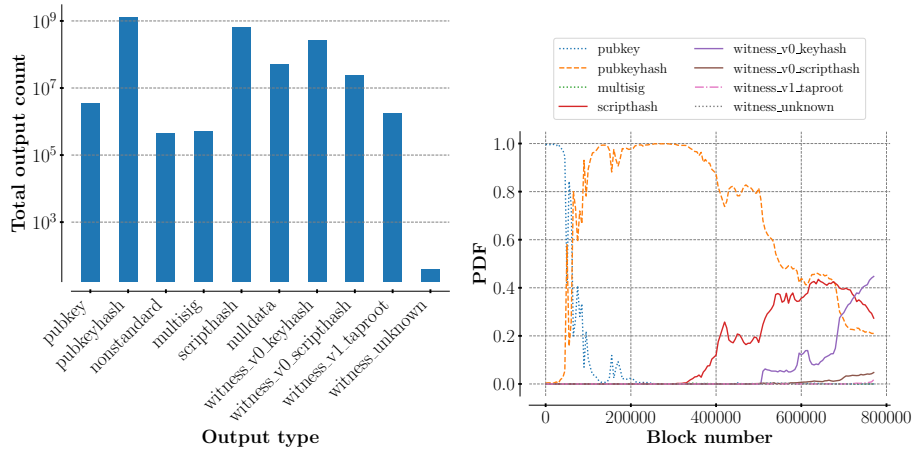 Total output count
10^9
10^7
10^5
10^3
pubkey
pubkeyhash
nonstandard
multisig
scripthash
nulldata
witness_v0_keyhash
witness_v0_scripthash
witness_v1_taproot
witness_unknown
Output type
pubkey
pubkeyhash
multisig
scripthash
witness_v0_keyhash
witness_v0_scripthash
witness_v1_taproot
witness_unknown
PDF
1.0
0.8
0.6
0.4
0.2
0.0
0
200000
400000
600000
800000
Block number